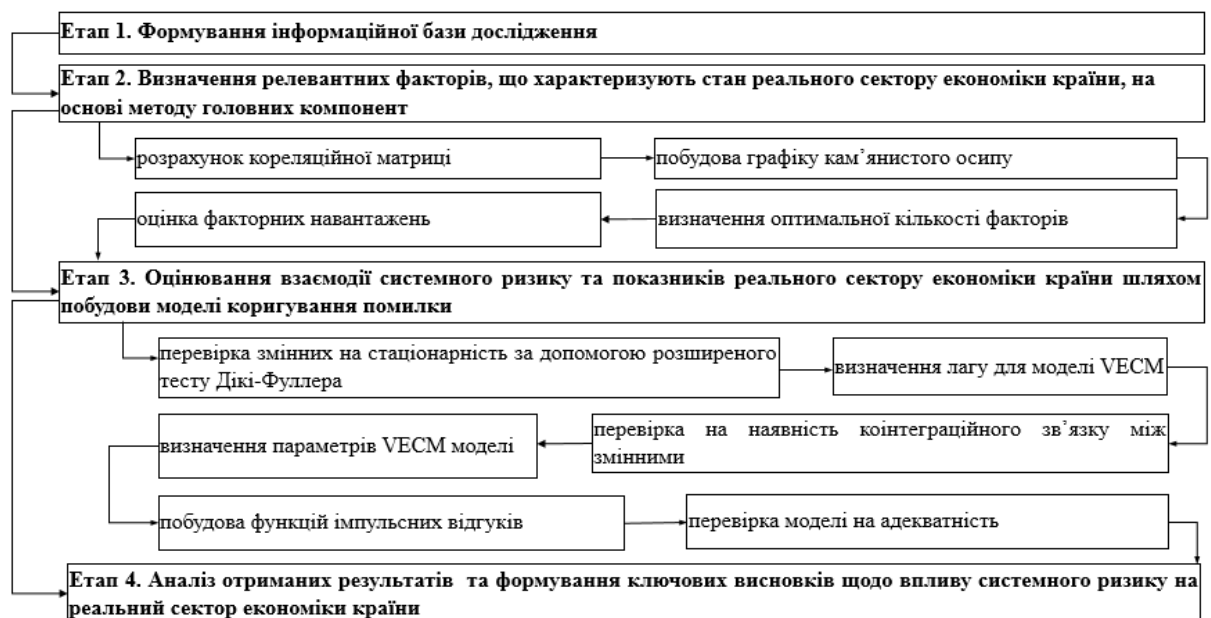 Етап 1. Формування інформаційної бази дослідження
Етап 2. Визначення релевантних факторів, що характеризують стан реального сектору економіки країни, на
основі методу головних компонент
розрахунок кореляційної матриці
побудова графіку кам’янистого осипу
оцінка факторних навантажень
визначення оптимальної кількості факторів
Етап 3. Оцінювання взаємодії системного ризику та показників реального сектору економіки країни шляхом
побудови моделі коригування помилки
перевірка змінних на стаціонарність за допомогою розширеного
тесту Дікі-Фуллера
визначення лагу для моделі VECM
визначення параметрів VECM моделі
перевірка на наявність коінтеграційного зв’язку між
змінними
побудова функцій імпульсних відгуків
перевірка моделі на адекватність
Етап 4. Аналіз отриманих результатів та формування ключових висновків щодо впливу системного ризику на
реальний сектор економіки країни